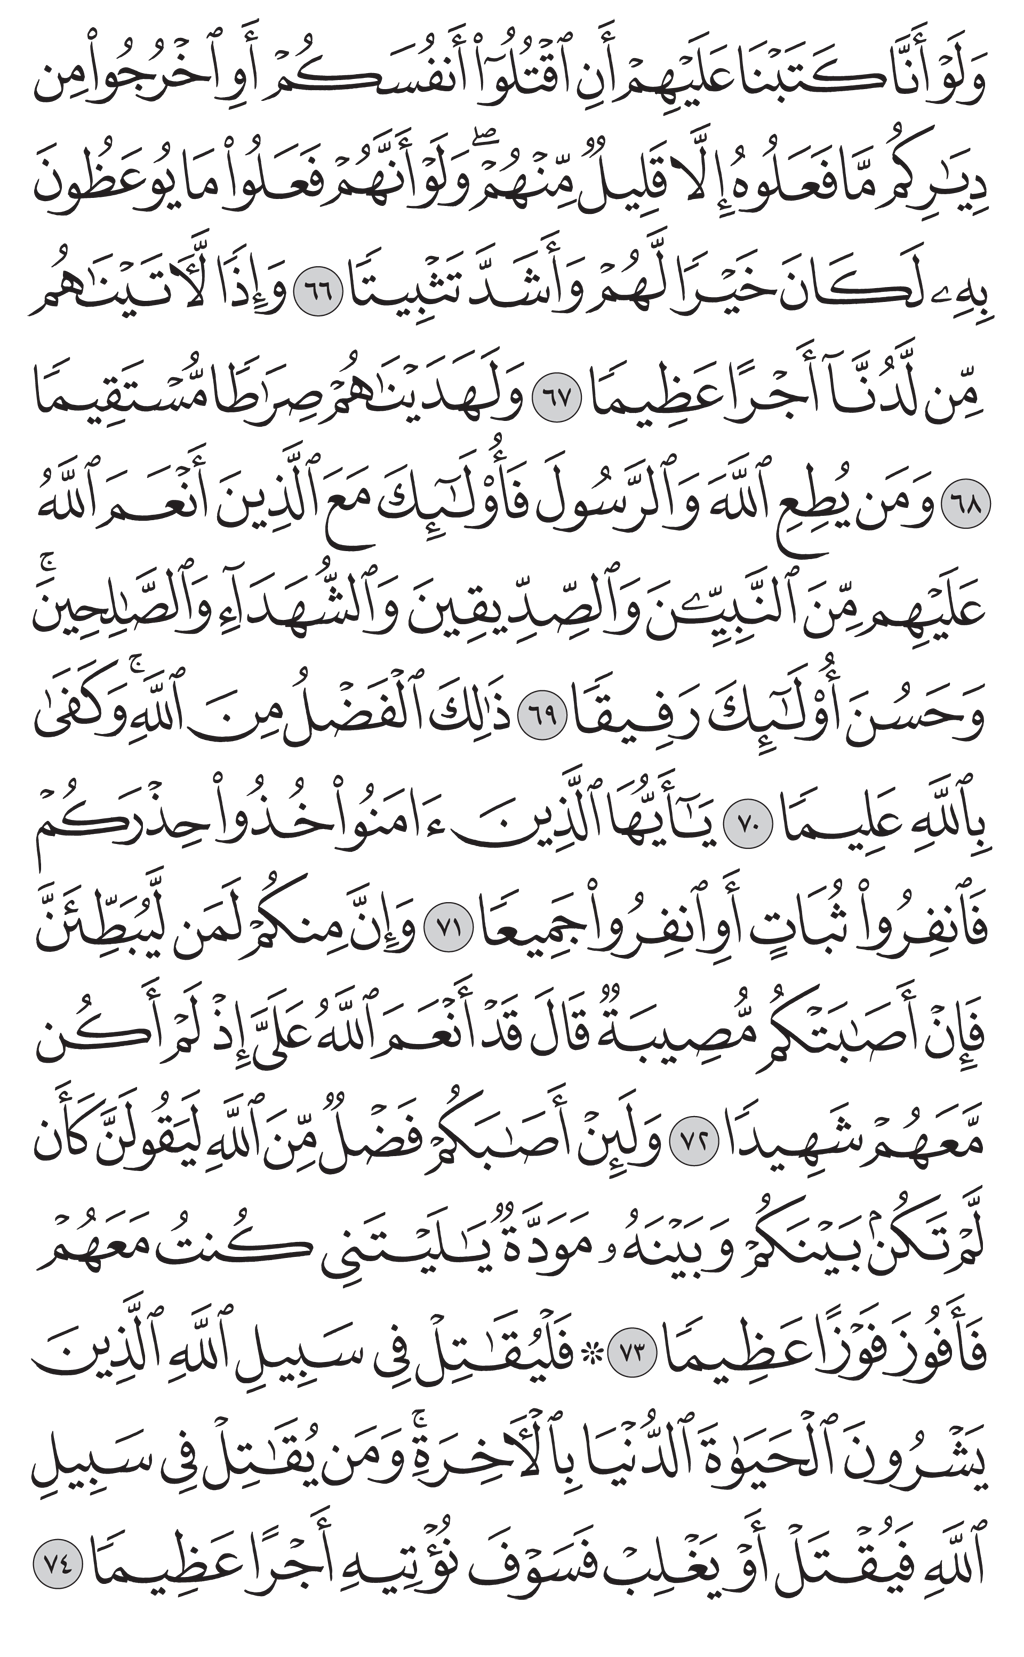 وَلَوۡ أَنَّا كَتَبۡنَا عَلَيۡهِمۡ أَنِ ٱقۡتُلُوٓاْ أَنفُسَكُمۡ أَوِ ٱخۡرُجُواْ مِن
دِيَٰرِكُم مَّا فَعَلُوهُ إِلَّا قَلِيلٞ مِّنۡهُمۡۖ وَلَوۡ أَنَّهُمۡ فَعَلُواْ مَا يُوعَظُونَ
بِهِۦ لَكَانَ خَيۡرٗا لَّهُمۡ وَأَشَدَّ تَثۡبِيتٗا ٦٦ وَإِذٗا لَّأٓتَيۡنَٰهُم
مِّن لَّدُنَّآ أَجۡرًا عَظِيمٗا ٦٧ وَلَهَدَيۡنَٰهُمۡ صِرَٰطٗا مُّسۡتَقِيمٗا
٦٨ وَمَن يُطِعِ ٱللَّهَ وَٱلرَّسُولَ فَأُوْلَٰٓئِكَ مَعَ ٱلَّذِينَ أَنۡعَمَ ٱللَّهُ
عَلَيۡهِم مِّنَ ٱلنَّبِيِّـۧنَ وَٱلصِّدِّيقِينَ وَٱلشُّهَدَآءِ وَٱلصَّٰلِحِينَۚ
وَحَسُنَ أُوْلَٰٓئِكَ رَفِيقٗا ٦٩ ذَٰلِكَ ٱلۡفَضۡلُ مِنَ ٱللَّهِۚ وَكَفَىٰ
بِٱللَّهِ عَلِيمٗا ٧٠ يَٰٓأَيُّهَا ٱلَّذِينَ ءَامَنُواْ خُذُواْ حِذۡرَكُمۡ
فَٱنفِرُواْ ثُبَاتٍ أَوِ ٱنفِرُواْ جَمِيعٗا ٧١ وَإِنَّ مِنكُمۡ لَمَن لَّيُبَطِّئَنَّ
فَإِنۡ أَصَٰبَتۡكُم مُّصِيبَةٞ قَالَ قَدۡ أَنۡعَمَ ٱللَّهُ عَلَيَّ إِذۡ لَمۡ أَكُن
مَّعَهُمۡ شَهِيدٗا ٧٢ وَلَئِنۡ أَصَٰبَكُمۡ فَضۡلٞ مِّنَ ٱللَّهِ لَيَقُولَنَّ كَأَن
لَّمۡ تَكُنۢ بَيۡنَكُمۡ وَبَيۡنَهُۥ مَوَدَّةٞ يَٰلَيۡتَنِي كُنتُ مَعَهُمۡ
فَأَفُوزَ فَوۡزًا عَظِيمٗا ٧٣ ۞ فَلۡيُقَٰتِلۡ فِي سَبِيلِ ٱللَّهِ ٱلَّذِينَ
يَشۡرُونَ ٱلۡحَيَوٰةَ ٱلدُّنۡيَا بِٱلۡأٓخِرَةِۚ وَمَن يُقَٰتِلۡ فِي سَبِيلِ
ٱللَّهِ فَيُقۡتَلۡ أَوۡ يَغۡلِبۡ فَسَوۡفَ نُؤۡتِيهِ أَجۡرًا عَظِيمٗا ٧٤